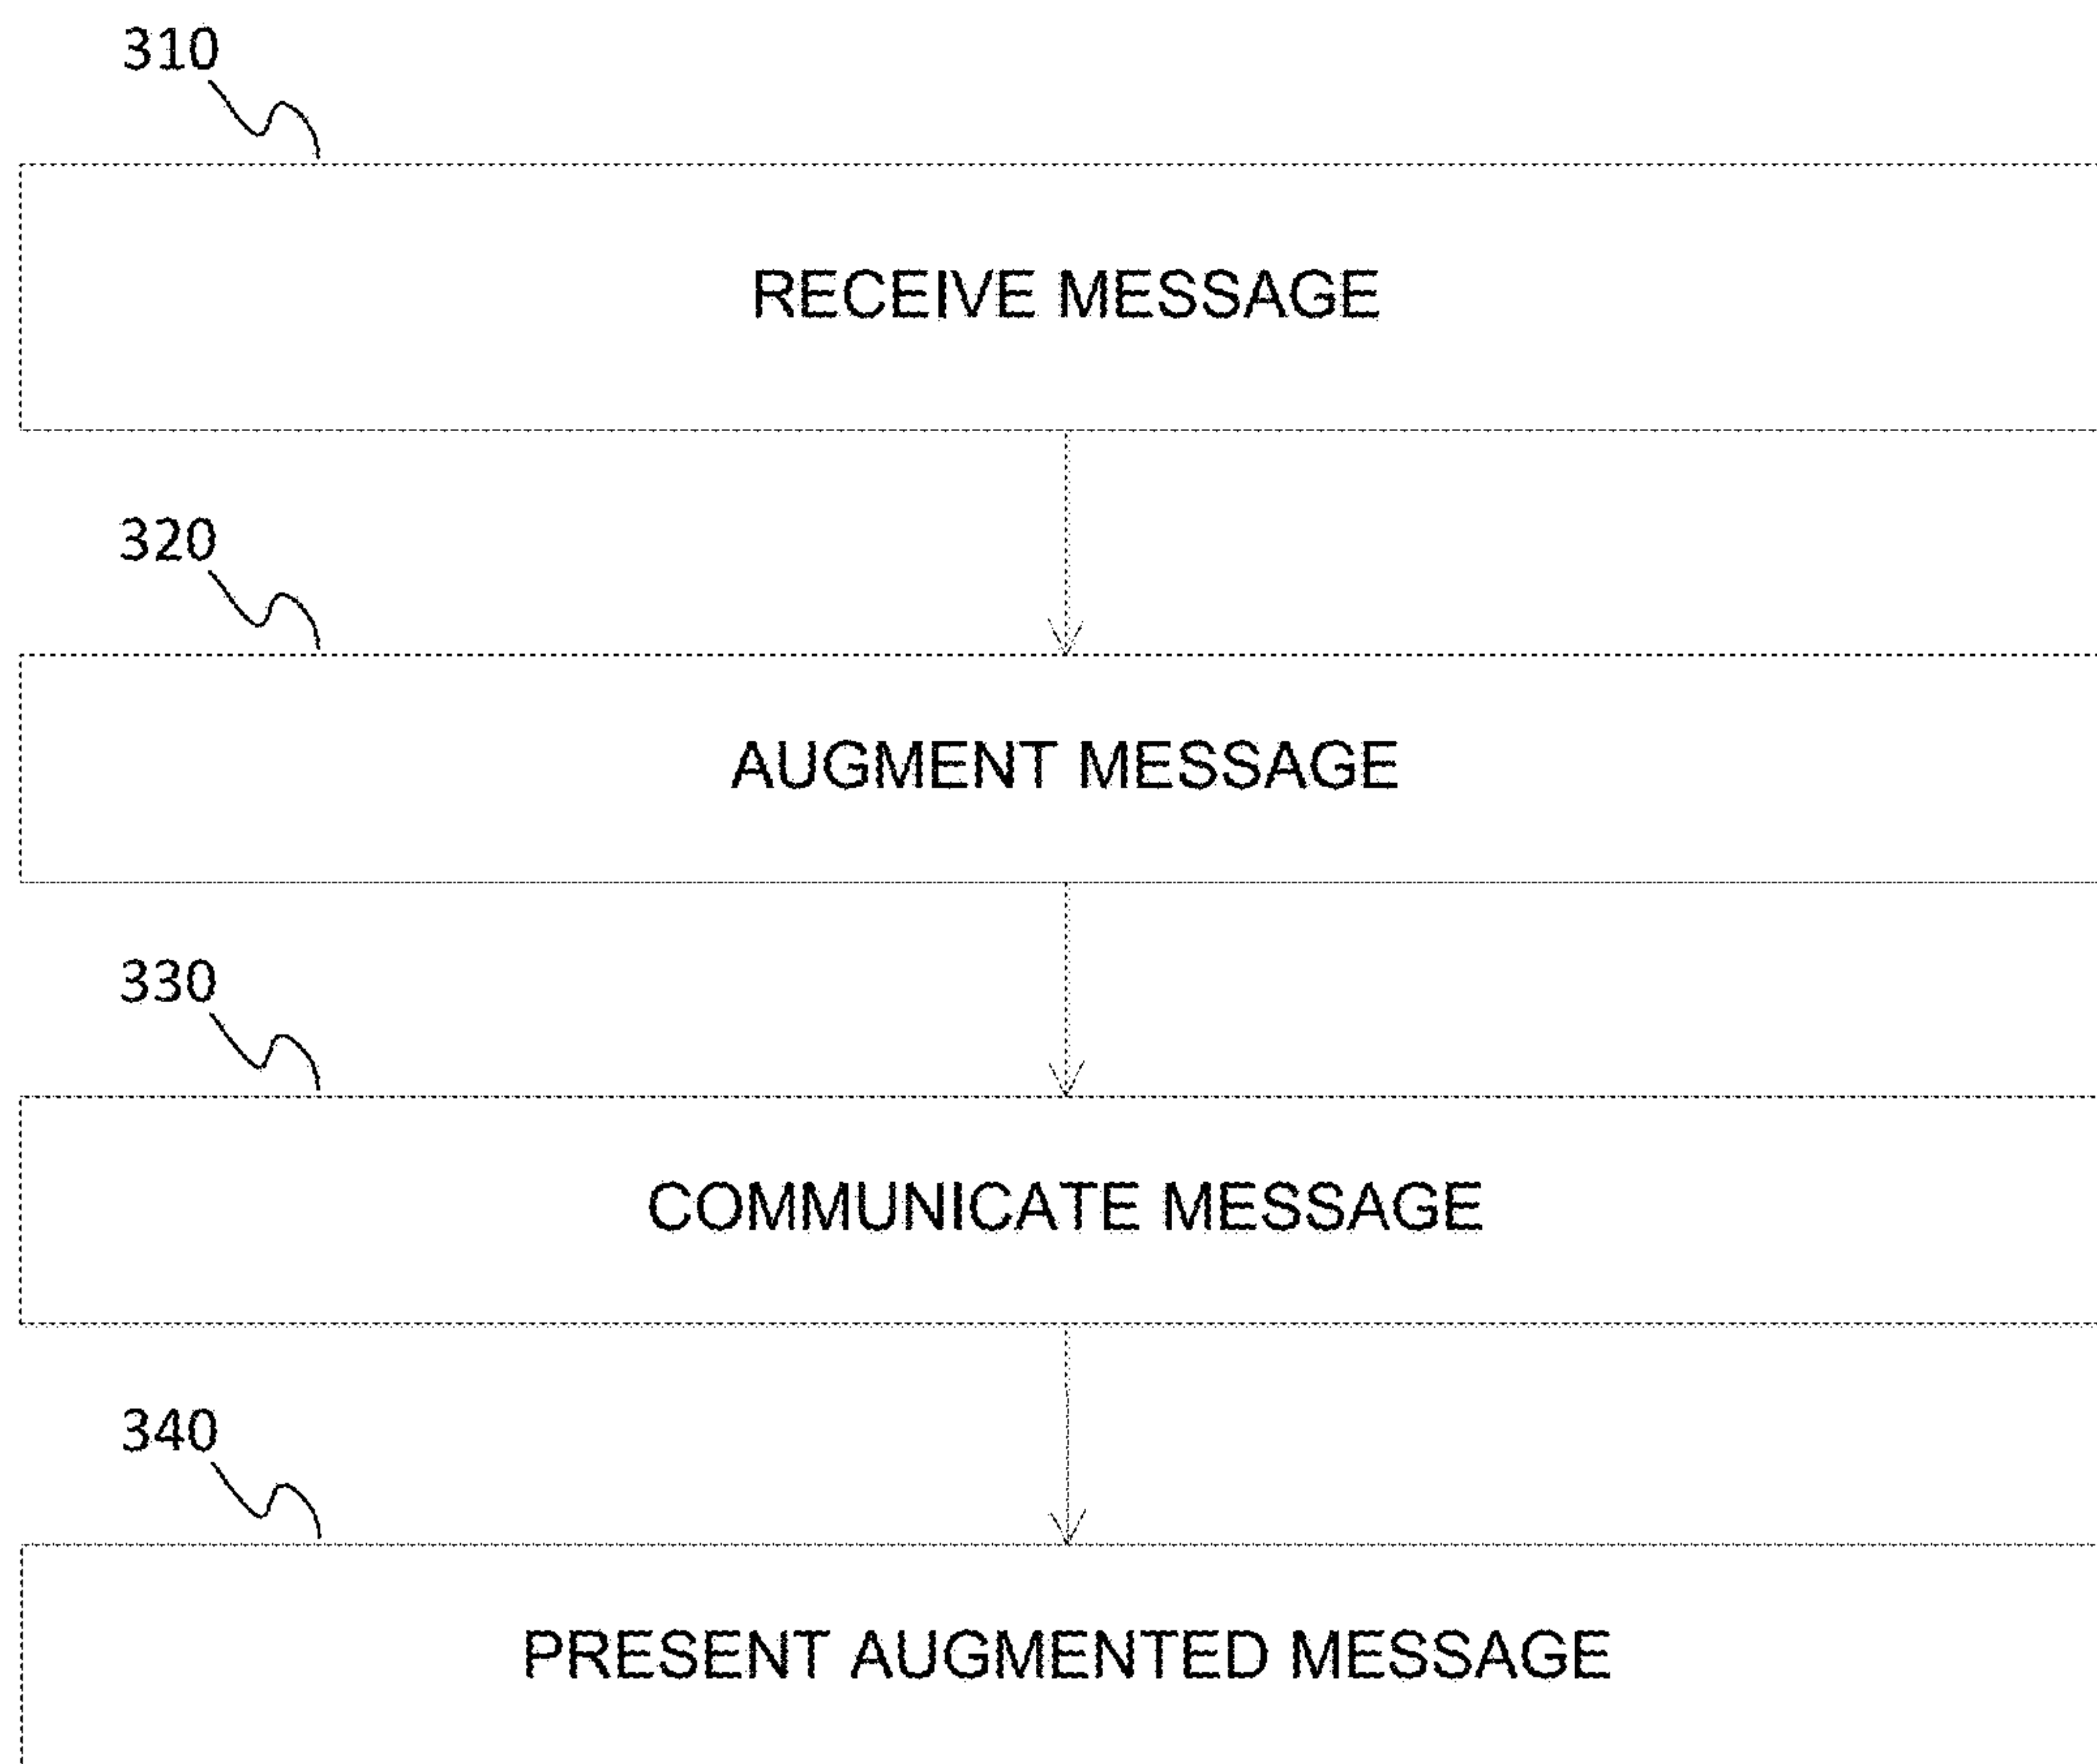 310
RECEIVE MESSAGE
320
AUGMENT MESSAGE
330
COMMUNICATE MESSAGE
340
PRESENT AUGMENTED MESSAGE